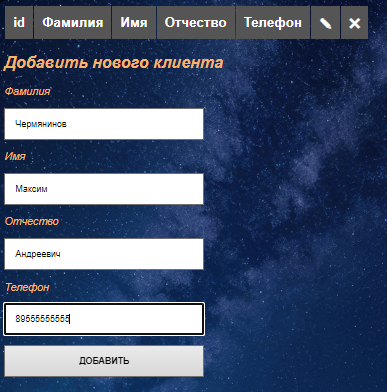 id Фамилия Имя Отчество Телефон
Добавить нового клиента
Фамилия
Чермянинов
Имя
Максим
Отчество
Андреевич
Телефон
89555555555
ДОБАВИТЬ